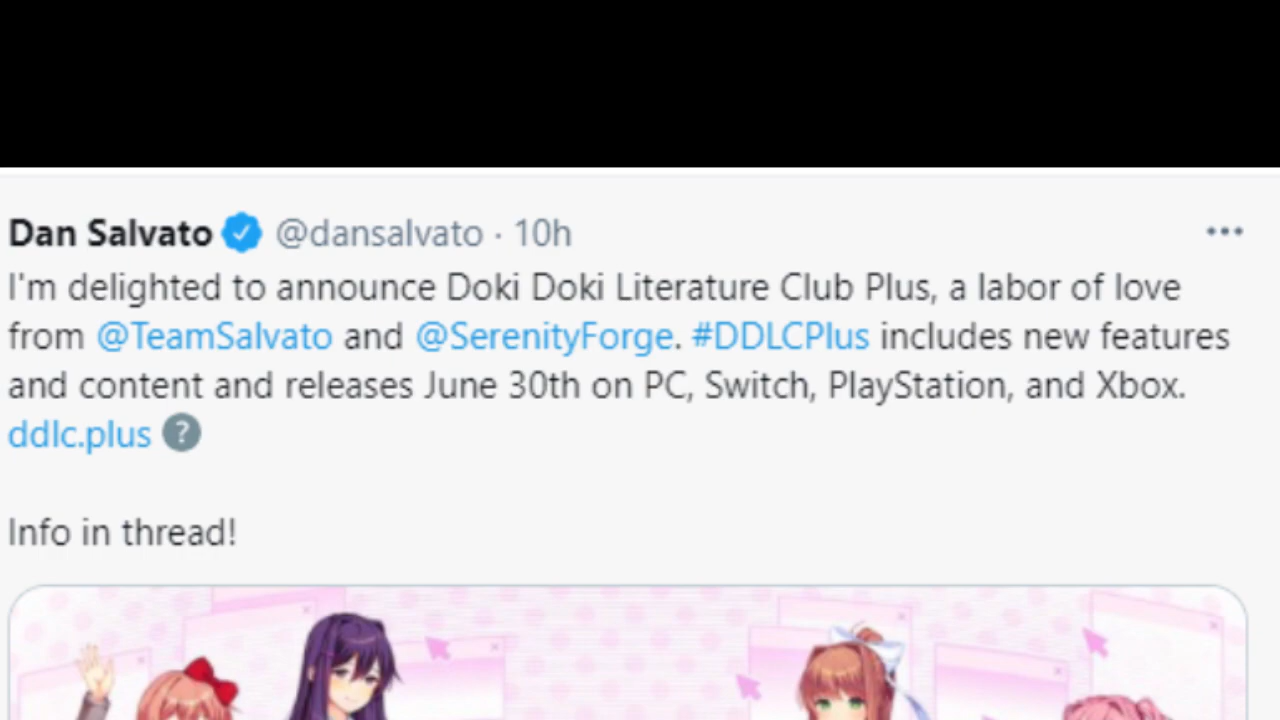 Dan Salvato @dansalvato · 10h
I'm delighted to announce Doki Doki Literature Club Plus, a labor of love
from @TeamSalvato and @SerenityForge. #DDLCPlus includes new features
and content and releases June 30th on PC, Switch, PlayStation, and Xbox.
ddlc.plus ?
Info in thread!